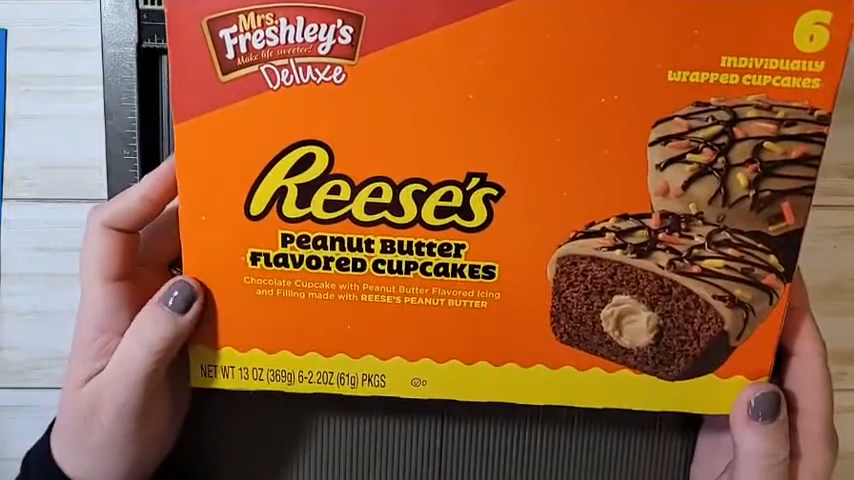 Mrs.
Freshley's
Make life sweeter!
Deluxe
6
INDIVIDUALLY
WRAPPED CUPCAKES
REESE'S
PEANUT BUTTER
FLAVORED CUPCAKES
Chocolate Cupcake with Peanut Butter Flavored Icing
and Filling made with REESE'S PEANUT BUTTER
NET WT 13 OZ (369g) 6-2.20Z (61g) PKGS